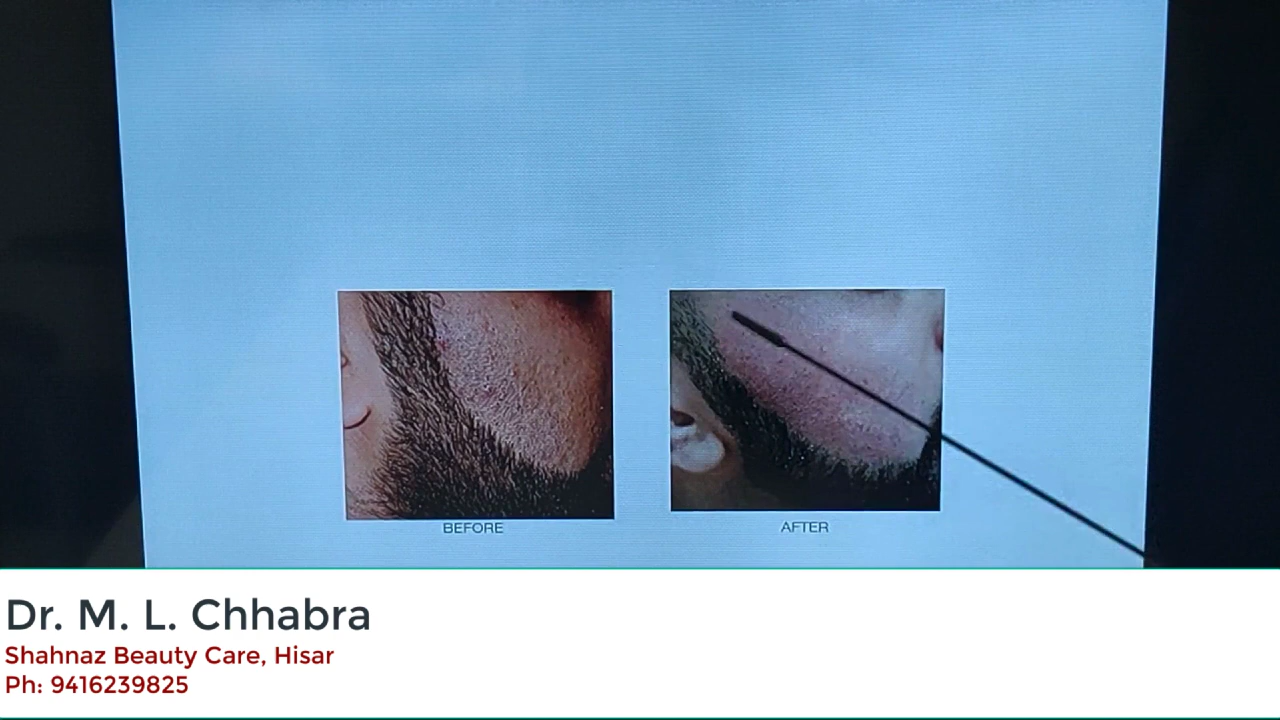 BEFORE
AFTER
Dr. M. L. Chhabra
Shahnaz Beauty Care, Hisar
Ph: 9416239825